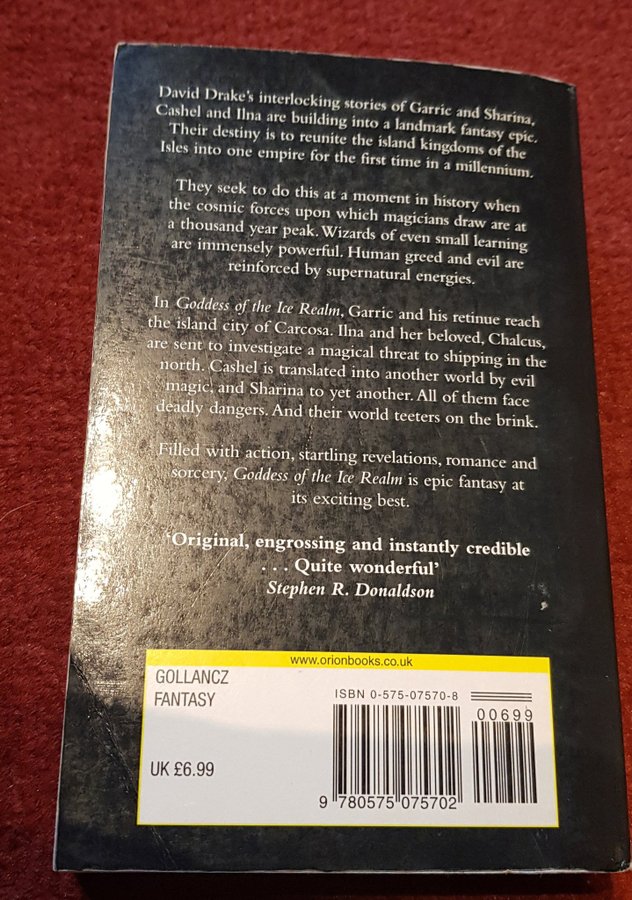 David Drake's interlocking stories of Garric and Sharina,
Cashel and Ilna are building into a landmark fantasy epic.
Their destiny is to reunite the island kingdoms of the
Isles into one empire for the first time in a millennium.
They seek to do this at a moment in history when
the cosmic forces upon which magicians draw are at
a thousand year peak. Wizards of even small learning
are immensely powerful. Human greed and evil are
reinforced by supernatural energies.
In Goddess of the Ice Realm, Garric and his retinue reach
the island city of Carcosa. Ilna and her beloved, Chalcus,
are sent to investigate a magical threat to shipping in the
north. Cashel is translated into another world by evil
magic, and Sharina to yet another. All of them face
deadly dangers. And their world teeters on the brink.
Filled with action, startling revelations, romance and
sorcery, Goddess of the Ice Realm is epic fantasy at
its exciting best.
'Original, engrossing and instantly credible
. . . Quite wonderful'
Stephen R. Donaldson
www.orionbooks.co.uk
GOLLANCZ
FANTASY
UK £6.99
ISBN 0-575-07570-8
00699
9 780575 075702